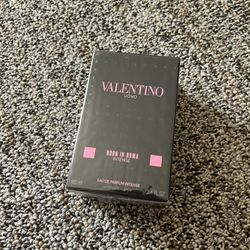 VALENTINO
UOMO
BORN IN ROMA
INTENSE
EAU DE PARFUM INTENSE